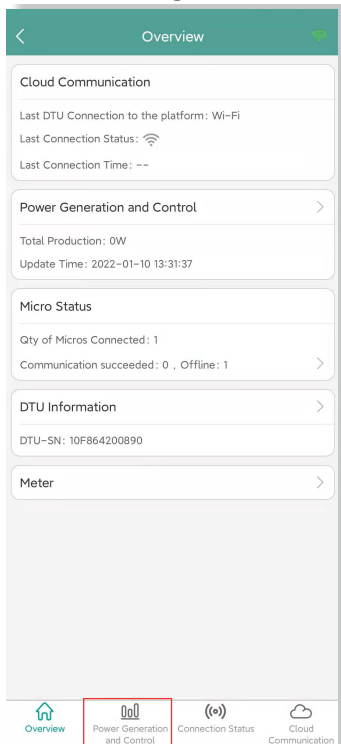 Overview
Cloud Communication
Last DTU Connection to the platform: Wi-Fi
Last Connection Status:
Last Connection Time: --
Power Generation and Control
Total Production: 0W
Update Time: 2022-01-10 13:31:37
Micro Status
Qty of Micros Connected: 1
Communication succeeded: 0 , Offline: 1
DTU Information
DTU-SN: 10F864200890
Meter
Overview
Power Generation
and Control
Connection Status
Cloud
Communication